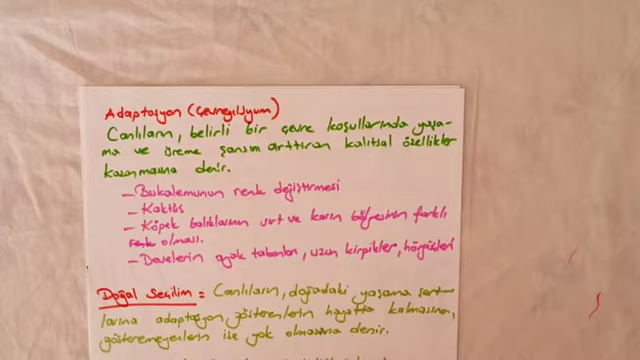 Adaptasyon (Çevreye Uyum)
Canlıların, belirli bir çevre koşullarında yaşa-
ma ve üreme şansını arttıran kalıtsal özellikler
kazanmasına denir.
– Bukalemunun renk değiştirmesi
– Kaktüs
– Köpek balıklarının sırt ve karın bölgesinin farklı
renk olması.
– Develerin ayak tabanları, uzun kirpikler, hörgüçleri
Doğal Seçilim = Canlıların, doğadaki yaşama şart-
larına adaptasyon gösterenlerin hayatta kalmasına,
gösteremeyenlerin ise yok olmasına denir.